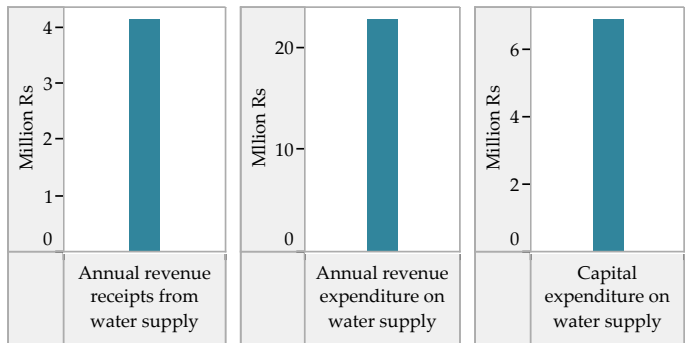 4
3
2
1
0
Million Rs
Annual revenue
receipts from
water supply
20
10
0
Mllion Rs
Annual revenue
expenditure on
water supply
6
4
2
0
Million Rs
Capital
expenditure on
water supply